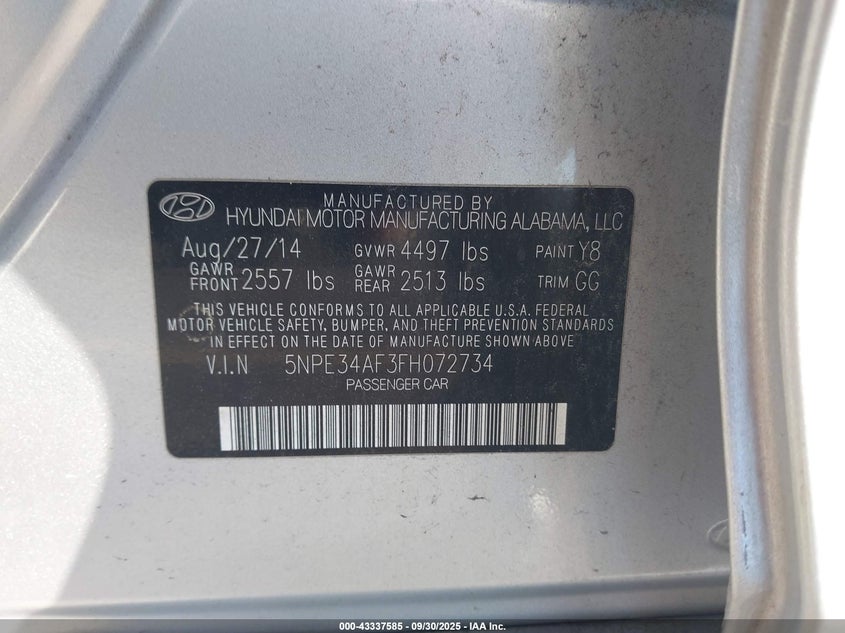 MANUFACTURED BY
HYUNDAI MOTOR MANUFACTURING ALABAMA, LLC
Aug/27/14 GVWR 4497 lbs PAINT Y8
GAWR FRONT 2557 lbs GAWR REAR 2513 lbs TRIM GG
THIS VEHICLE CONFORMS TO ALL APPLICABLE U.S.A. FEDERAL
MOTOR VEHICLE SAFETY, BUMPER, AND THEFT PREVENTION STANDARDS
IN EFFECT ON THE DATE OF MANUFACTURE SHOWN ABOVE
V.I.N 5NPE34AF3FH072734
PASSENGER CAR
000-43337585 - 09/30/2025 - IAA Inc.